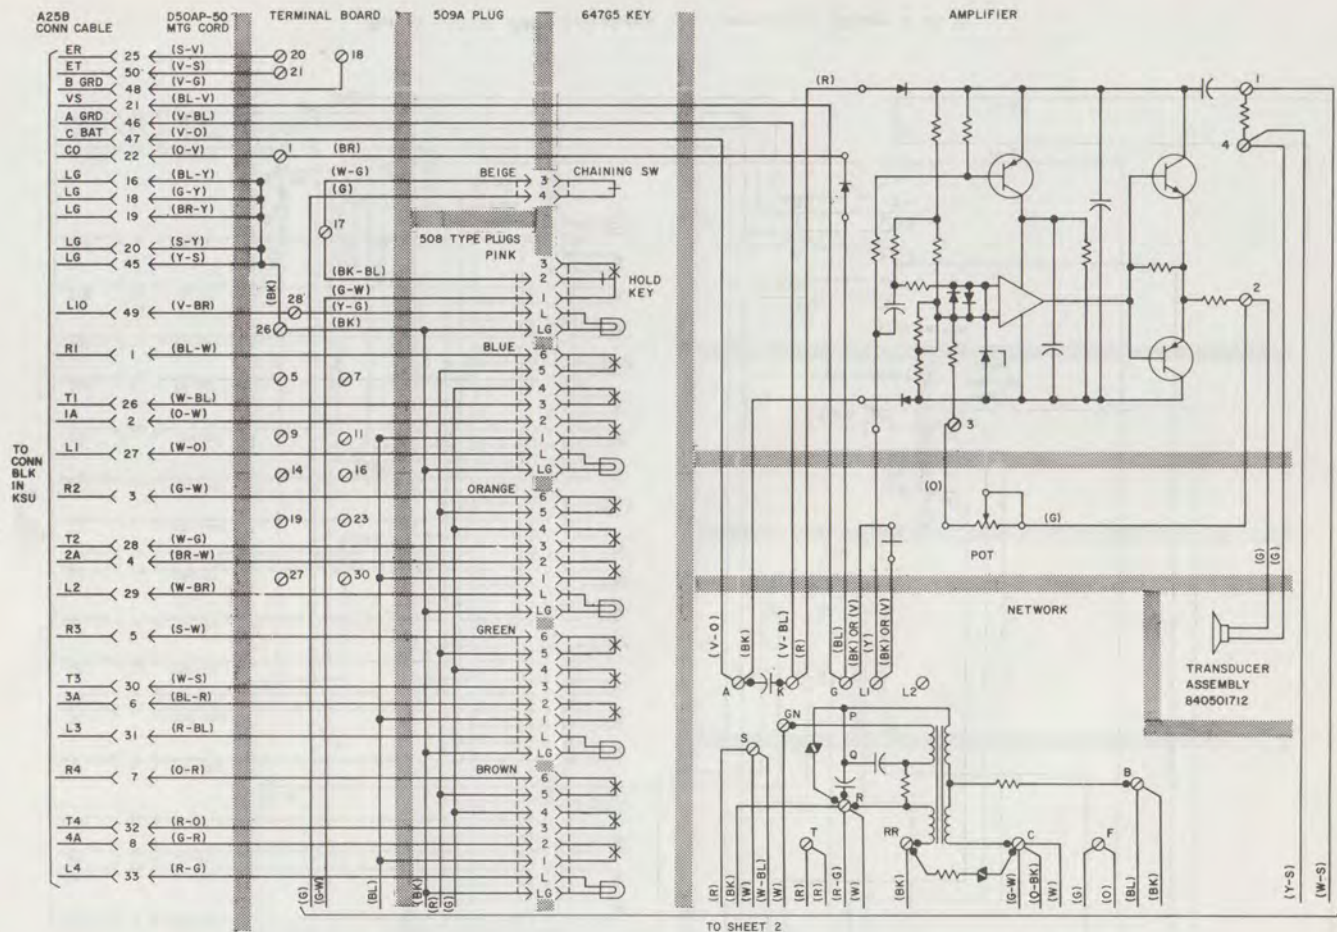 A25B
CONN CABLE
D50AP-50
MTG CORD
TERMINAL BOARD
509A PLUG
647G5 KEY
AMPLIFIER
ER 25 (S-V) 20 18
ET 50 (V-S) 21
B GRD 48 (V-G)
VS 21 (BL-V)
A GRD 46 (V-BL)
C BAT 47 (V-O)
CO 22 (O-V) 1 (BR)
LG 16 (BL-Y)
LG 18 (G-Y)
LG 19 (BR-Y)
LG 20 (S-Y)
LG 45 (Y-S)
L10 49 (V-BR)
R1 1 (BL-W)
T1 26 (W-BL)
1A 2 (O-W)
L1 27 (W-O)
R2 3 (G-W)
T2 28 (W-G)
2A 4 (BR-W)
L2 29 (W-BR)
R3 5 (S-W)
T3 30 (W-S)
3A 6 (BL-R)
L3 31 (R-BL)
R4 7 (O-R)
T4 32 (R-O)
4A 8 (G-R)
L4 33 (R-G)
TO
CONN
BLK
IN
KSU
(BK)
28
26
17
5 7
9 11
14 16
19 23
27 30
(W-G)
(G)
BEIGE
3
4
CHAINING SW
508 TYPE PLUGS
PINK
(BK-BL)
(G-W)
(Y-G)
(BK)
3
2
1
L
LG
HOLD
KEY
BLUE
6
5
4
3
2
1
L
LG
ORANGE
6
5
4
3
2
1
L
LG
GREEN
6
5
4
3
2
1
L
LG
BROWN
6
5
4
3
2
1
L
LG
(G)
(G-W)
(BL)
(BK)
(R)
(G)
(R)
1
4
2
3
(O)
(G)
POT
(G)
(G)
NETWORK
TRANSDUCER
ASSEMBLY
840501712
(V-O)
(BK)
(V-BL)
(R)
(BL)
(BK) OR (V)
(Y)
(BK) OR (V)
A
K
G
L1
L2
GN
P
S
Q
R
B
T
RR
C
F
(R)
(BK)
(W)
(W-BL)
(W)
(R)
(R)
(R-G)
(W)
(BK)
(G-W)
(O-BK)
(W)
(G)
(O)
(BL)
(BK)
(Y-S)
(W-S)
TO SHEET 2